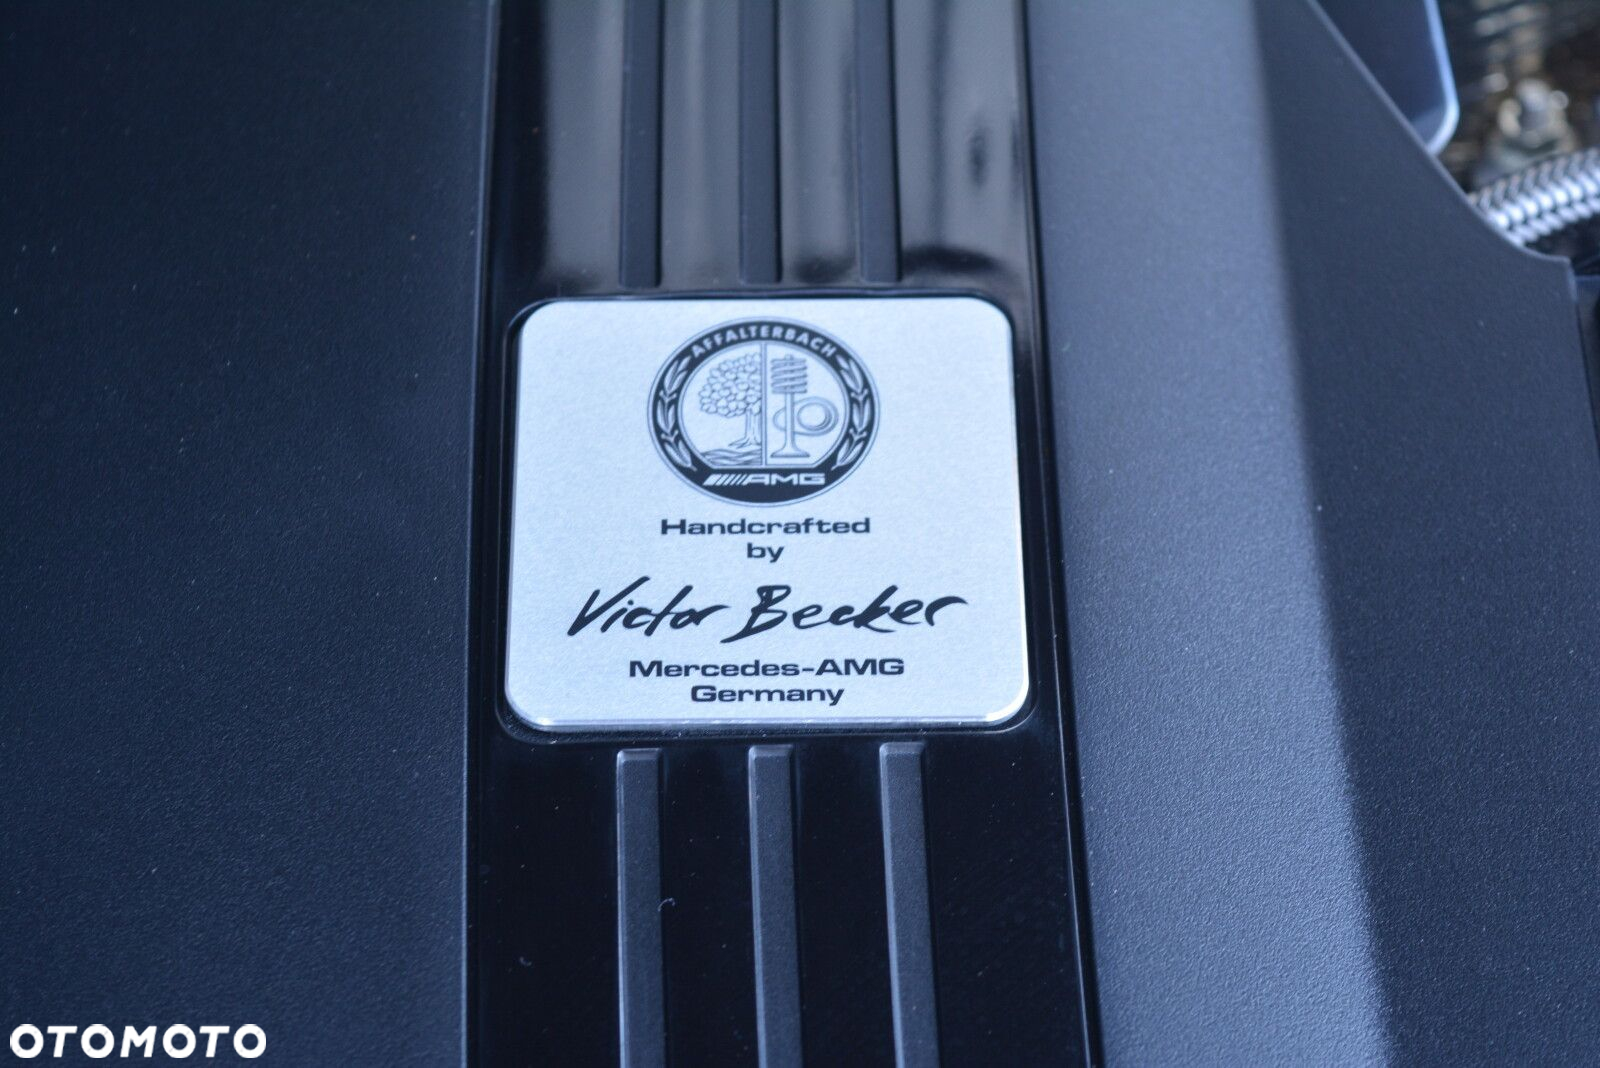 AFFALTERBACH
AMG
Handcrafted
by
Victor Becker
Mercedes-AMG
Germany
OTOMOTO